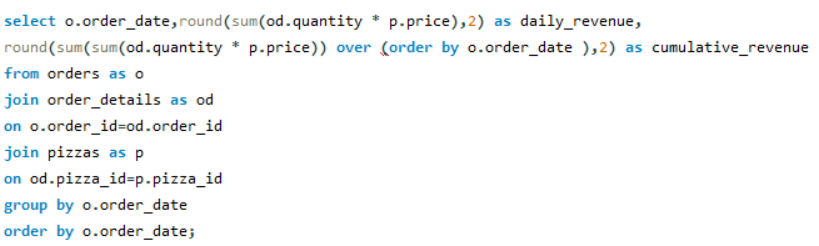 select o.order_date,round(sum(od.quantity * p.price),2) as daily_revenue,
round(sum(sum(od.quantity * p.price)) over (order by o.order_date ),2) as cumulative_revenue
from orders as o
join order_details as od
on o.order_id=od.order_id
join pizzas as p
on od.pizza_id=p.pizza_id
group by o.order_date
order by o.order_date;